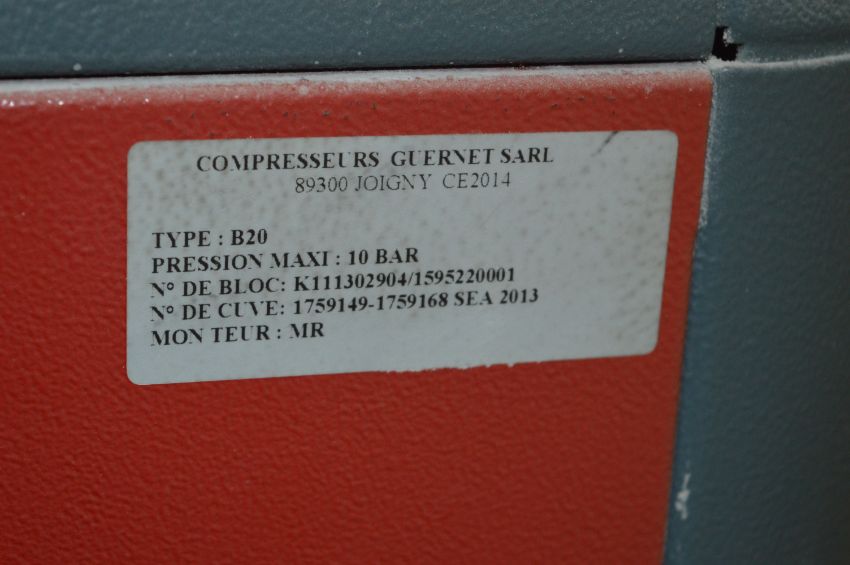 COMPRESSEURS GUERNET SARL
89300 JOIGNY CE2014
TYPE : B20
PRESSION MAXI : 10 BAR
N° DE BLOC: K111302904/1595220001
N° DE CUVE: 1759149-1759168 SEA 2013
MON TEUR : MR